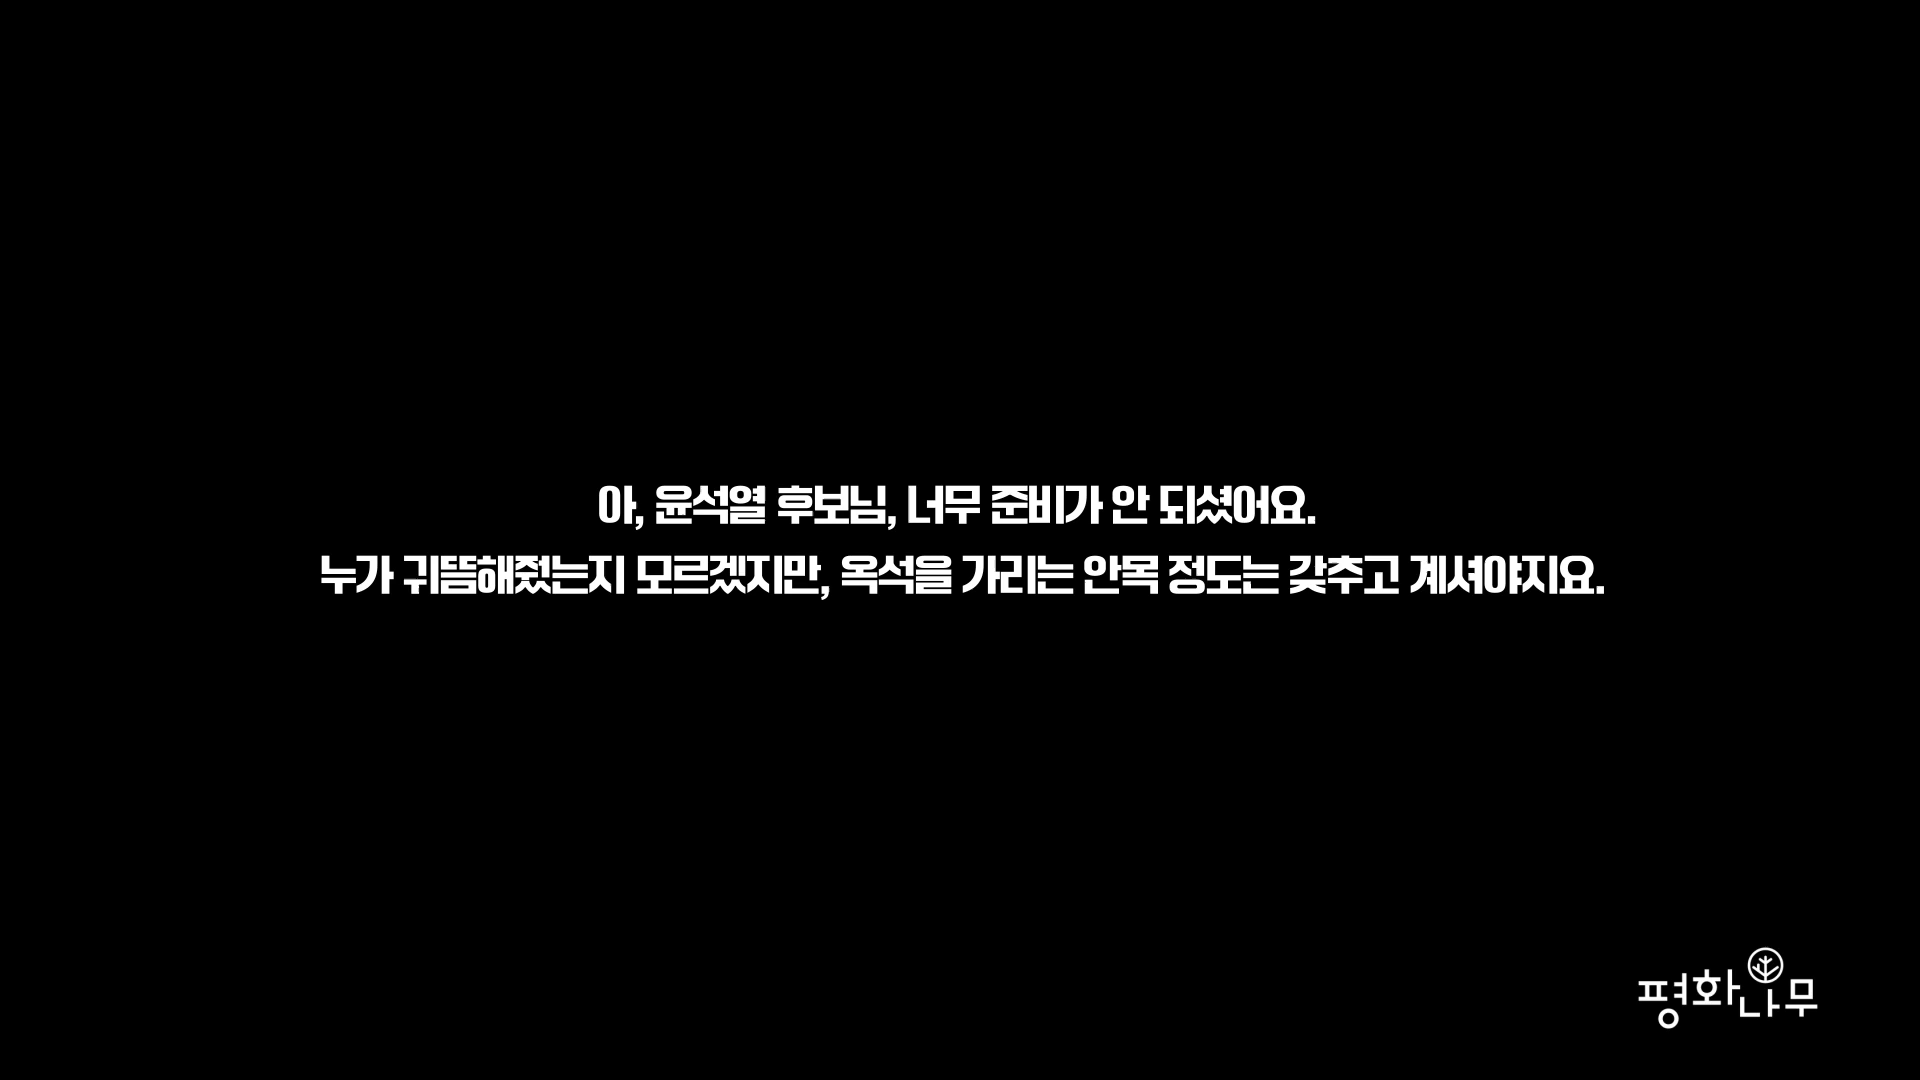 아, 윤석열 후보님, 너무 준비가 안 되셨어요.
누가 귀뜸해줬는지 모르겠지만, 옥석을 가리는 안목 정도는 갖추고 계셔야지요.
평화나무